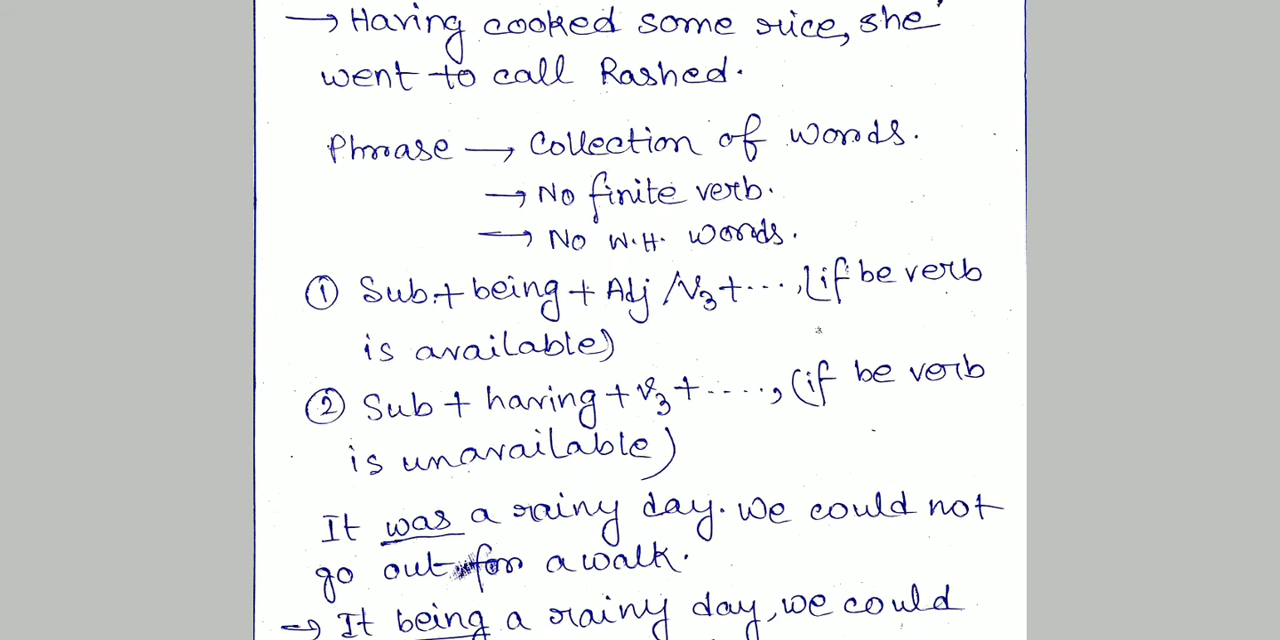 → Having cooked some rice, she
went to call Rashed.
Phrase → Collection of words.
→ No finite verb.
→ No W.H. words.
① Sub + being + Adj /V₃ + ..., (if be verb
is available)
② Sub + having + V₃ + ....., (if be verb
is unavailable)
It was a rainy day. We could not
go out for a walk.
→ It being a rainy day, we could